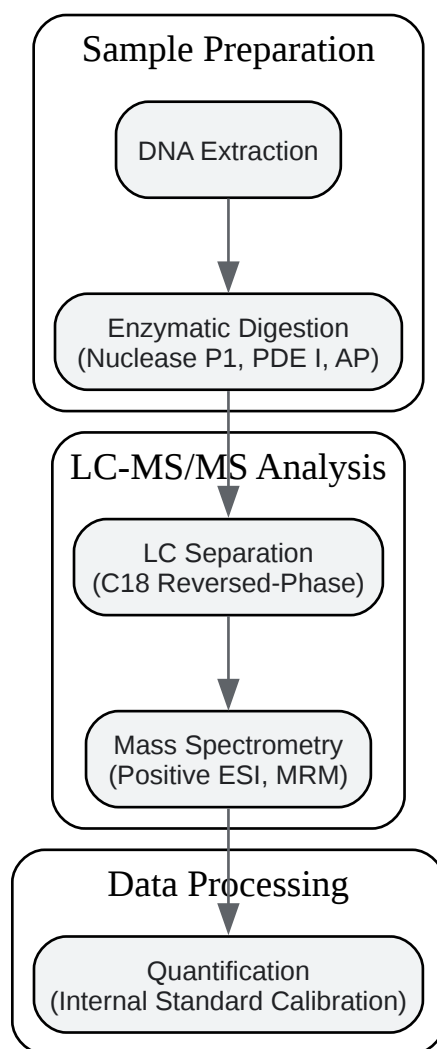 Sample Preparation
DNA Extraction
Enzymatic Digestion
(Nuclease P1, PDE I, AP)
LC-MS/MS Analysis
LC Separation
(C18 Reversed-Phase)
Mass Spectrometry
(Positive ESI, MRM)
Data Processing
Quantification
(Internal Standard Calibration)